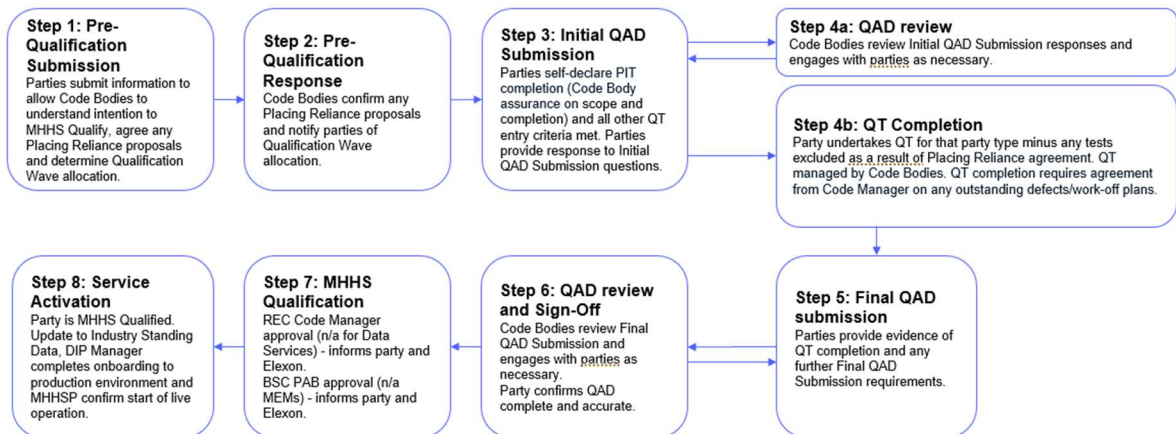 Step 1: Pre-
Qualification
Submission
Parties submit information to
allow Code Bodies to
understand intention to
MHHS Qualify, agree any
Placing Reliance proposals
and determine Qualification
Wave allocation.
Step 2: Pre-
Qualification
Response
Code Bodies confirm any
Placing Reliance proposals
and notify parties of
Qualification Wave
allocation.
Step 3: Initial QAD
Submission
Parties self-declare PIT
completion (Code Body
assurance on scope and
completion) and all other QT
entry criteria met. Parties
provide response to Initial
QAD Submission questions.
Step 4a: QAD review
Code Bodies review Initial QAD Submission responses and
engages with parties as necessary.
Step 4b: QT Completion
Party undertakes QT for that party type minus any tests
excluded as a result of Placing Reliance agreement. QT
managed by Code Bodies. QT completion requires agreement
from Code Manager on any outstanding defects/work-off plans.
Step 5: Final QAD
submission
Parties provide evidence of
QT completion and any
further Final QAD
Submission requirements.
Step 6: QAD review
and Sign-Off
Code Bodies review Final
QAD Submission and
engages with parties as
necessary.
Party confirms QAD
complete and accurate.
Step 7: MHHS
Qualification
REC Code Manager
approval (n/a for Data
Services) - informs party and
Elexon.
BSC PAB approval (n/a
MEMs) - informs party and
Elexon.
Step 8: Service
Activation
Party is MHHS Qualified.
Update to Industry Standing
Data, DIP Manager
completes onboarding to
production environment and
MHHSP confirm start of live
operation.